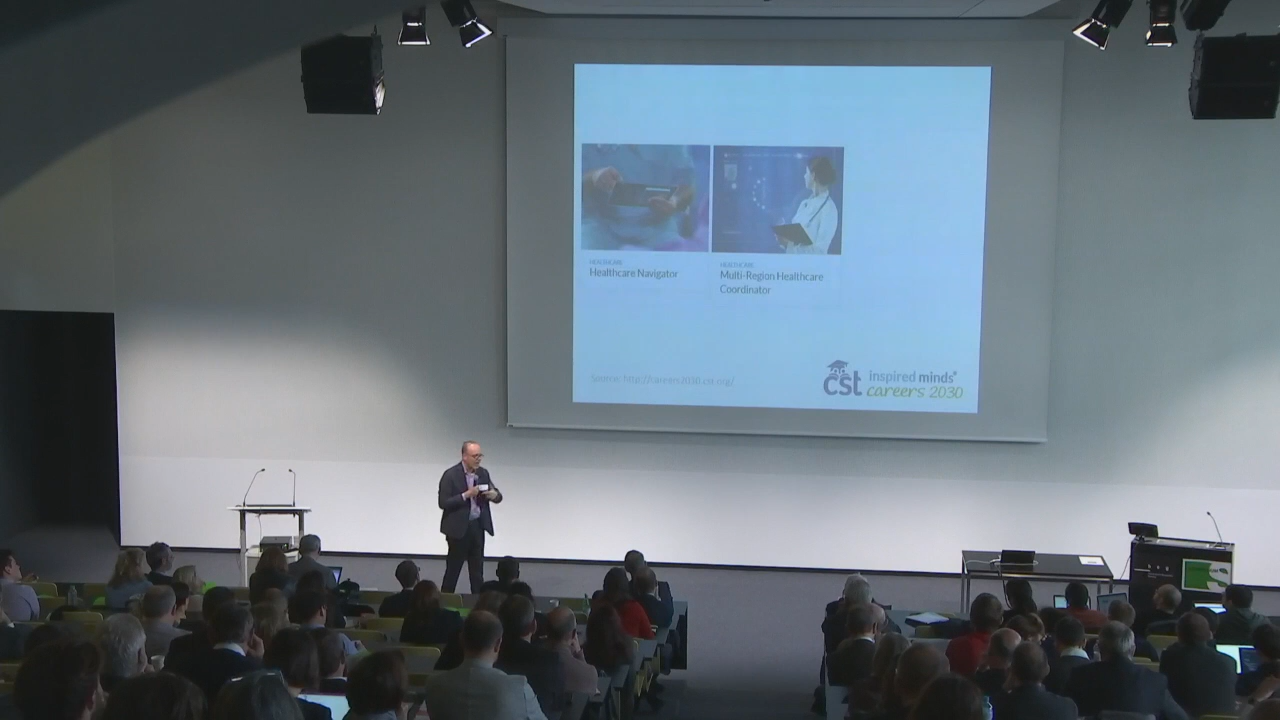 HEALTHCARE
Healthcare Navigator
HEALTHCARE
Multi-Region Healthcare
Coordinator
Source: http://careers2030.cst.org/
cst inspired minds®
careers 2030